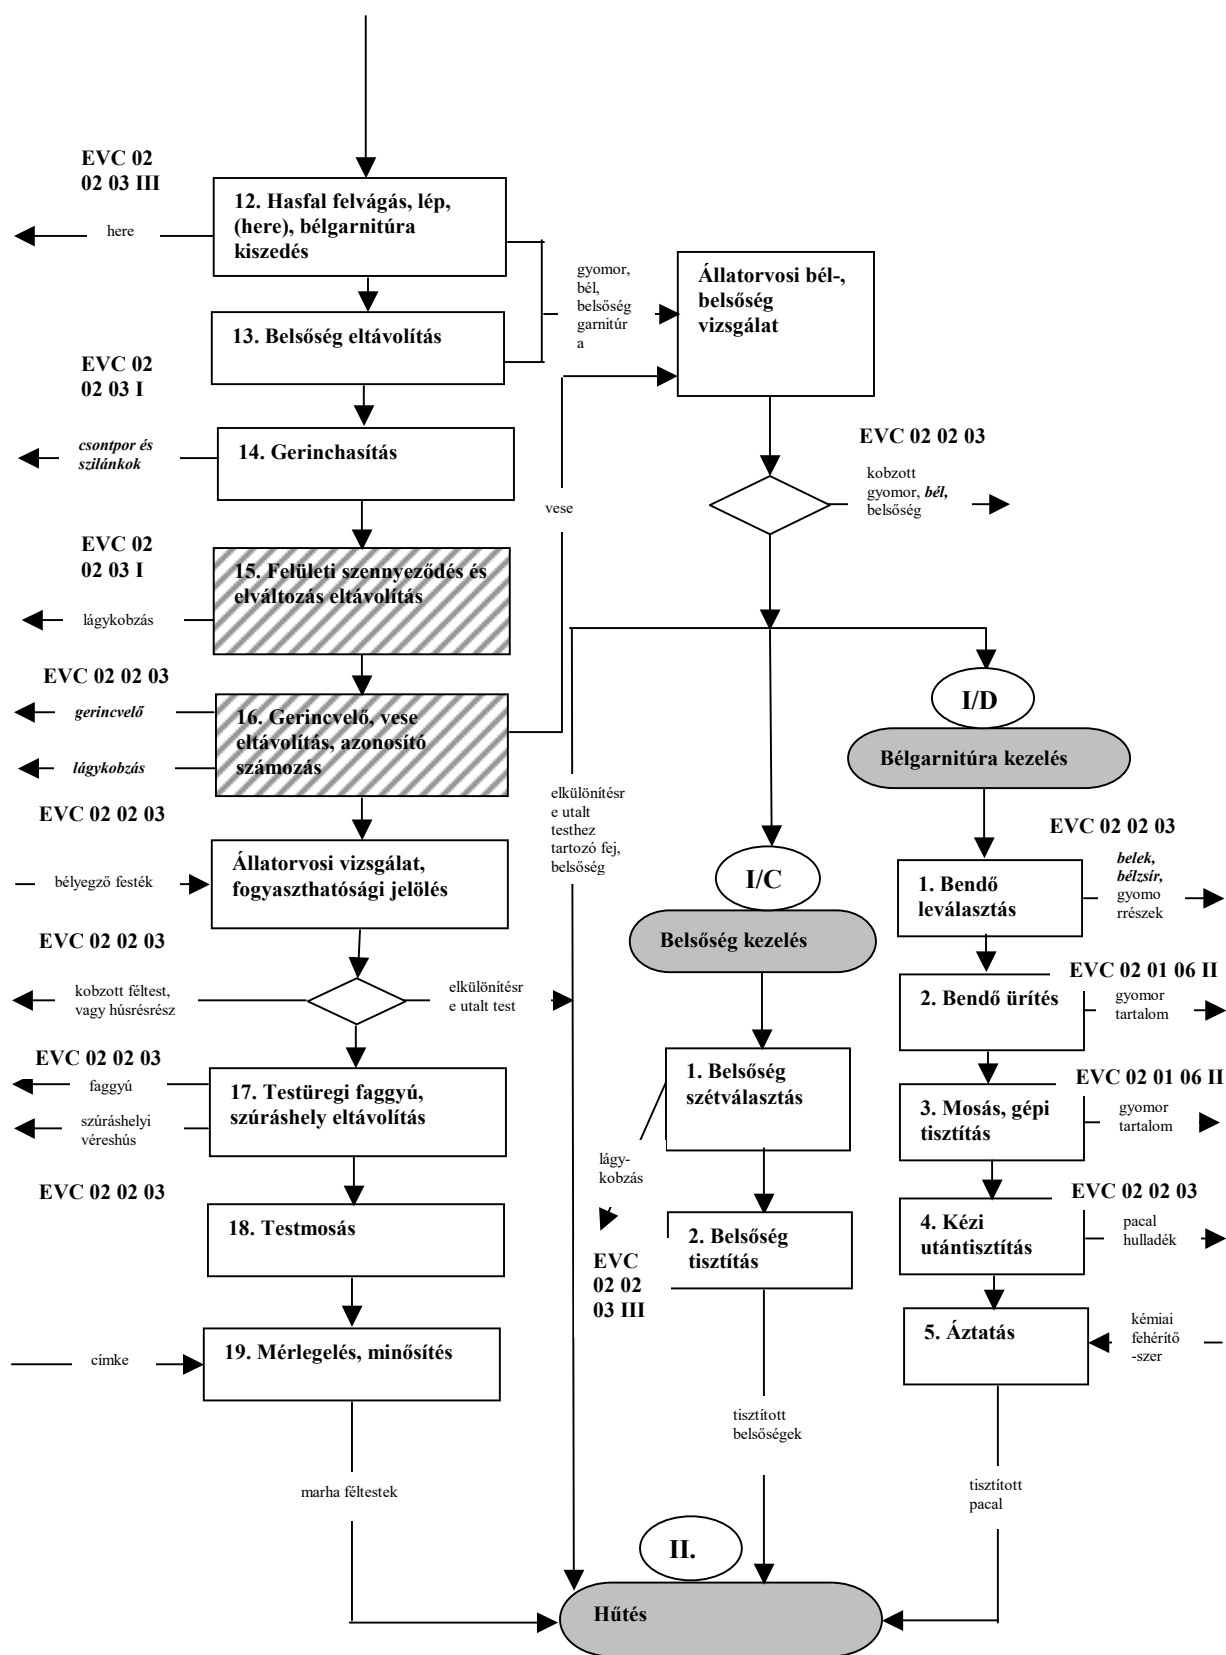 EVC 02
02 03 III
here
12. Hasfal felvágás, lép,
(here), bélgarnitúra
kiszedés
gyomor,
bél,
belsőség
garnitúr
a
Állatorvosi bél-,
belsőség
vizsgálat
13. Belsőség eltávolítás
EVC 02
02 03 I
csontpor és
szilánkok
14. Gerinchasítás
vese
EVC 02 02 03
kobzott
gyomor, bél,
belsőség
EVC 02
02 03 I
lágykobzás
15. Felületi szennyeződés és
elváltozás eltávolítás
EVC 02 02 03
gerincvelő
lágykobzás
16. Gerincvelő, vese
eltávolítás, azonosító
számozás
I/D
Bélgarnitúra kezelés
elkülönítésr
e utalt
testhez
tartozó fej,
belsőség
EVC 02 02 03
bélyegző festék
Állatorvosi vizsgálat,
fogyaszthatósági jelölés
I/C
Belsőség kezelés
EVC 02 02 03
1. Bendő
leválasztás
belek,
bélzsír,
gyomo
rrészek
EVC 02 02 03
kobzott féltest,
vagy húsrésrész
elkülönítésr
e utalt test
EVC 02 01 06 II
2. Bendő ürítés
gyomor
tartalom
EVC 02 02 03
faggyú
szúráshelyi
véreshús
17. Testüregi faggyú,
szúráshely eltávolítás
1. Belsőség
szétválasztás
EVC 02 01 06 II
3. Mosás, gépi
tisztítás
gyomor
tartalom
lágy-
kobzás
EVC 02 02 03
18. Testmosás
2. Belsőség
tisztítás
EVC
02 02
03 III
EVC 02 02 03
4. Kézi
utántisztítás
pacal
hulladék
címke
19. Mérlegelés, minősítés
5. Áztatás
kémiai
fehérítő
-szer
tisztított
belsőségek
marha féltestek
tisztított
pacal
II.
Hűtés